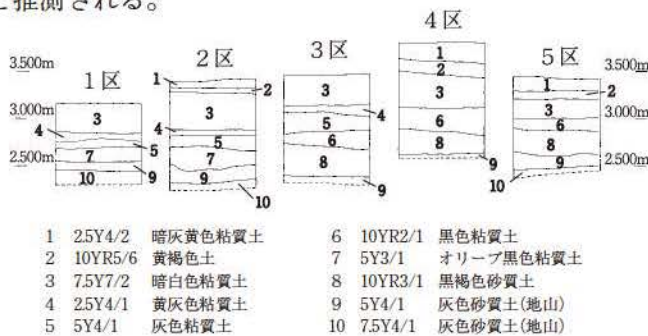 と推測される。
1区 2区 3区 4区 5区
3.500m 3.500m
3.000m 3.000m
2.500m 2.500m
3 4 5 7 9 10
1 2 3 4 5 7 9 10
3 4 5 6 8 9
1 2 3 6 8 9
1 2 3 6 8 9 10
1 2.5Y4/2 暗灰黄色粘質土
2 10YR5/6 黄褐色土
3 7.5Y7/2 暗白色粘質土
4 2.5Y4/1 黄灰色粘質土
5 5Y4/1 灰色粘質土
6 10YR2/1 黒色粘質土
7 5Y3/1 オリーブ黒色粘質土
8 10YR3/1 黒褐色砂質土
9 5Y4/1 灰色砂質土(地山)
10 7.5Y4/1 灰色砂質土(地山)